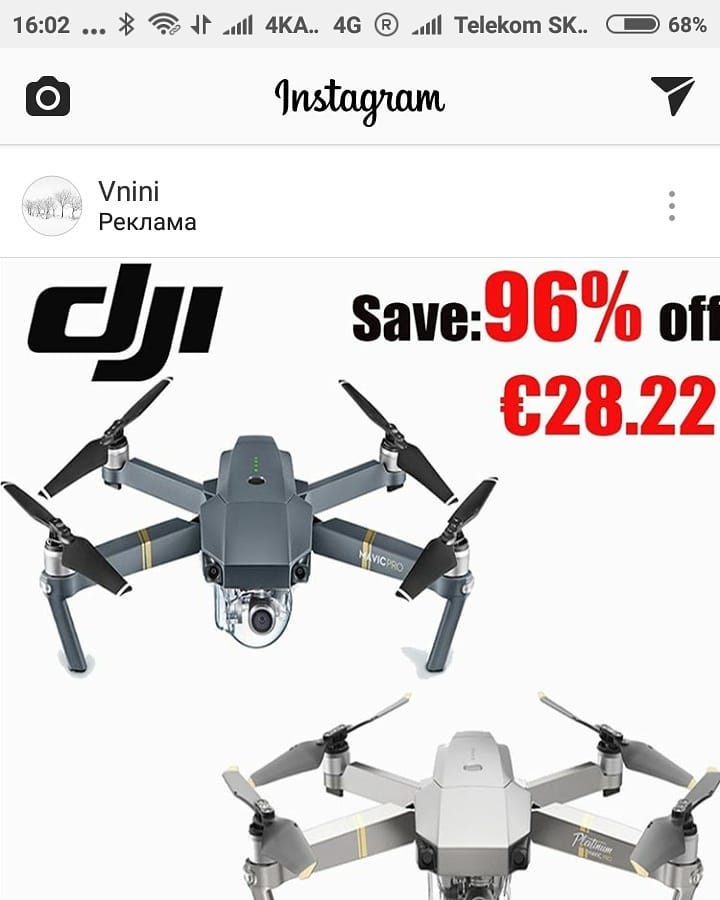 16:02 ... 4KA.. 4G ® Telekom SK.. 68%
Instagram
Vnini
Реклама
dji
Save:96% off
€28.22
MAVIC PRO
Platinum
MAVIC PRO